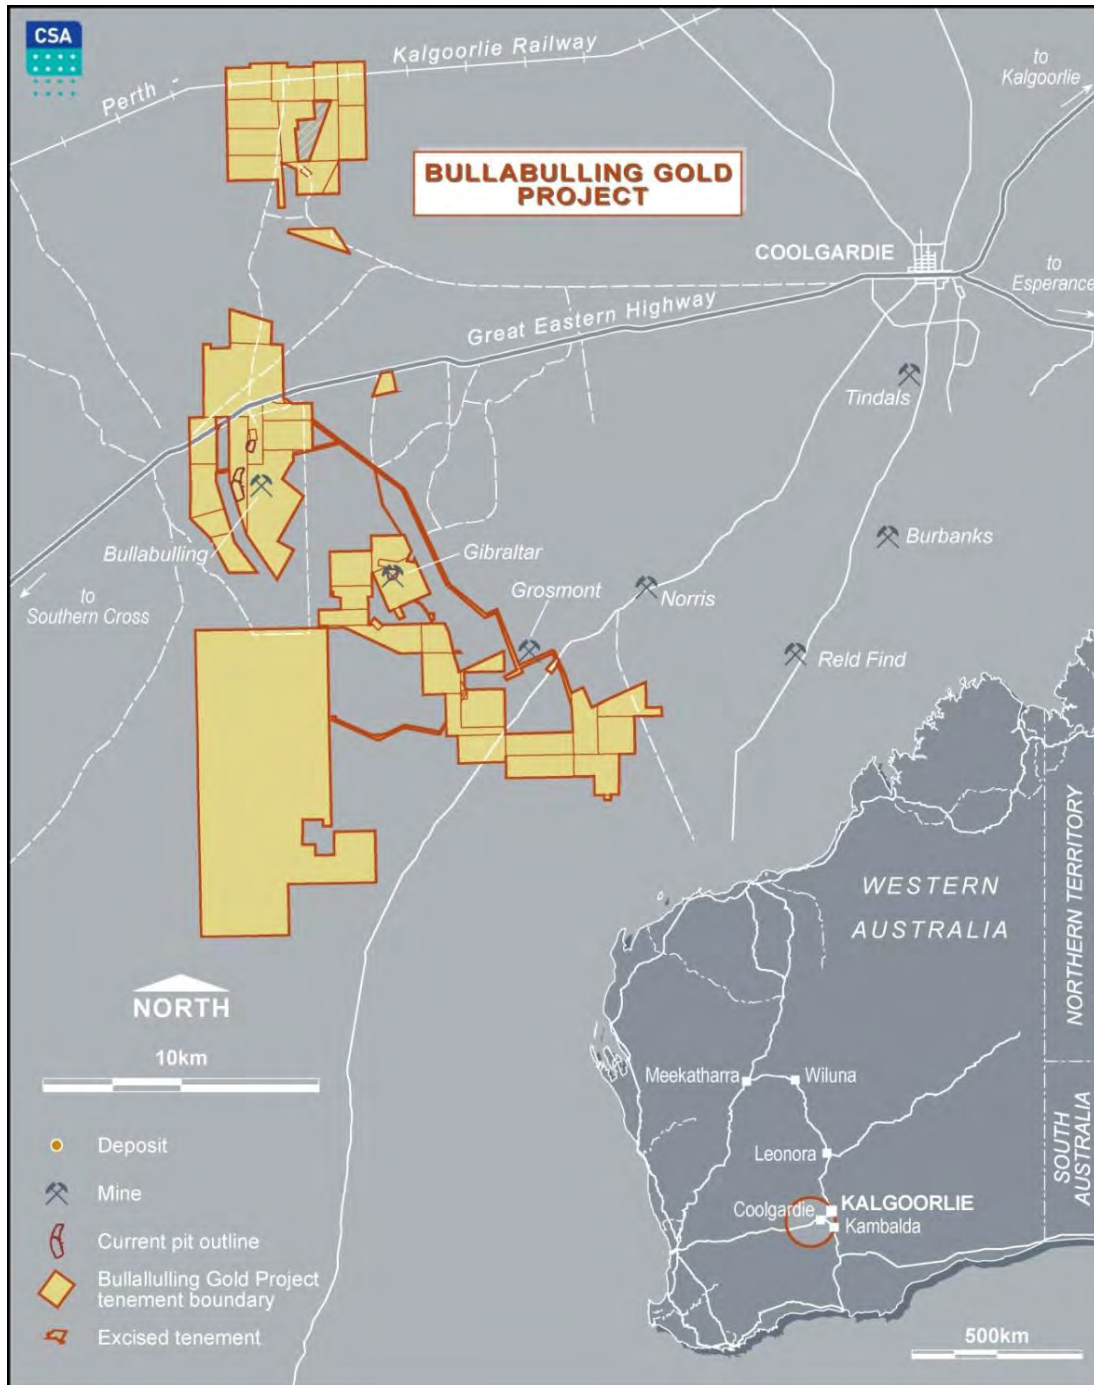 CSA
Perth - Kalgoorlie Railway
to
Kalgoorlie
BULLABULLING GOLD
PROJECT
COOLGARDIE
to
Esperance
Great Eastern Highway
Tindals
Bullabulling
Gibraltar
Burbanks
to
Southern Cross
Grosmont
Norris
Reld Find
NORTH
10km
Deposit
Mine
Current pit outline
Bullallulling Gold Project
tenement boundary
Excised tenement
WESTERN
AUSTRALIA
NORTHERN TERRITORY
SOUTH
AUSTRALIA
Meekatharra
Wiluna
Leonora
Coolgardie
KALGOORLIE
Kambalda
500km